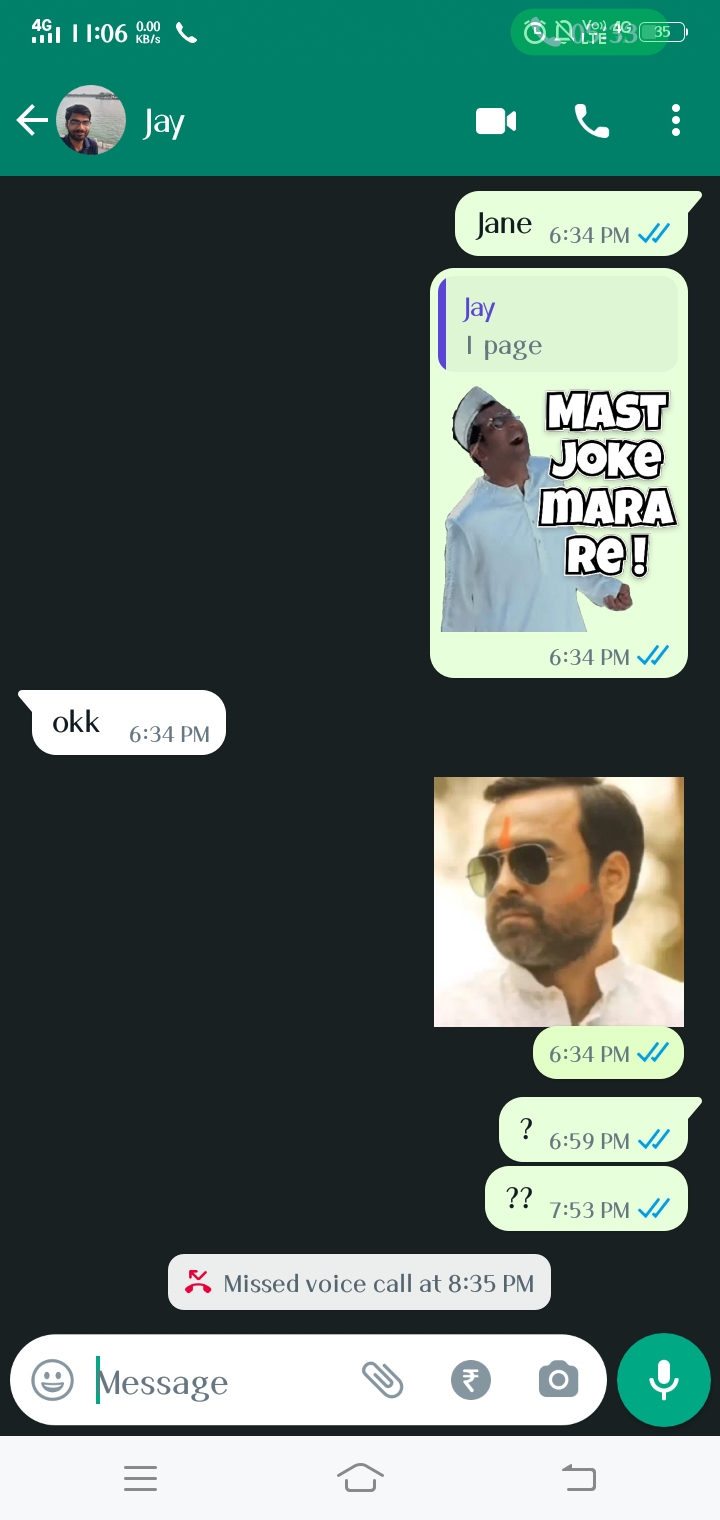 4G 11:06 0.00 KB/s
Vo)) LTE 4G 35
Jay
Jane 6:34 PM
Jay
1 page
MAST
JOKE
MARA
RE!
6:34 PM
okk 6:34 PM
6:34 PM
? 6:59 PM
?? 7:53 PM
Missed voice call at 8:35 PM
Message